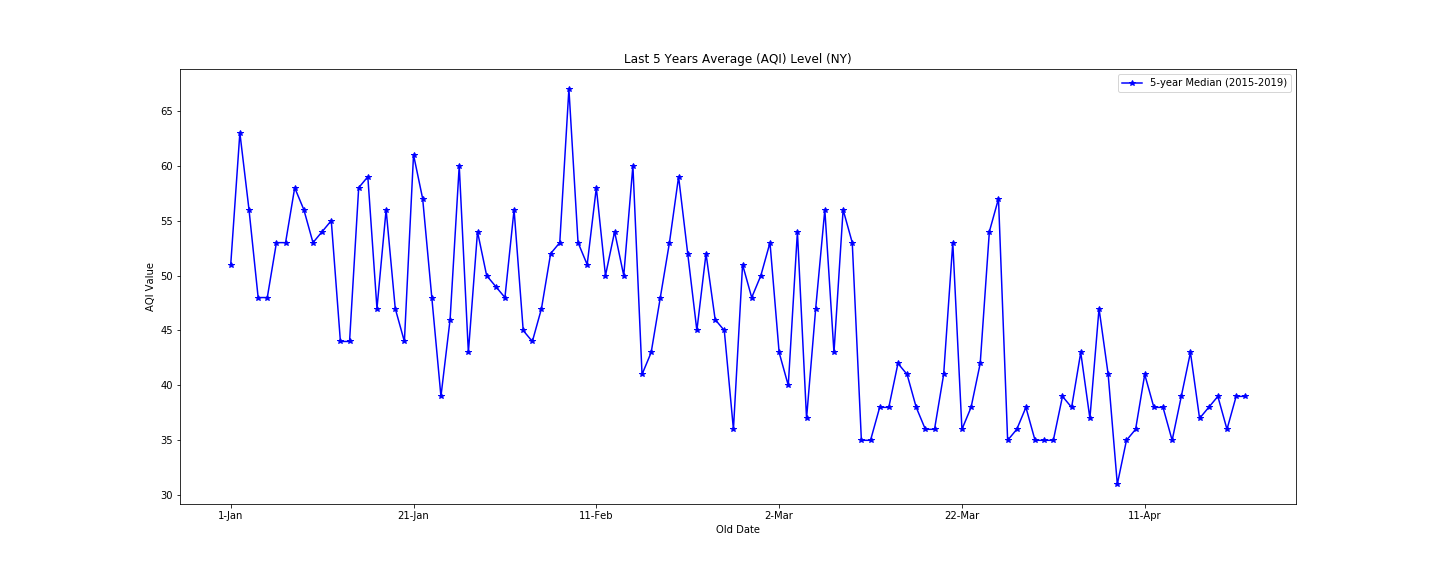 Last 5 Years Average (AQI) Level (NY)
5-year Median (2015-2019)
65
60
55
50
45
40
35
30
AQI Value
1-Jan
21-Jan
11-Feb
2-Mar
22-Mar
11-Apr
Old Date